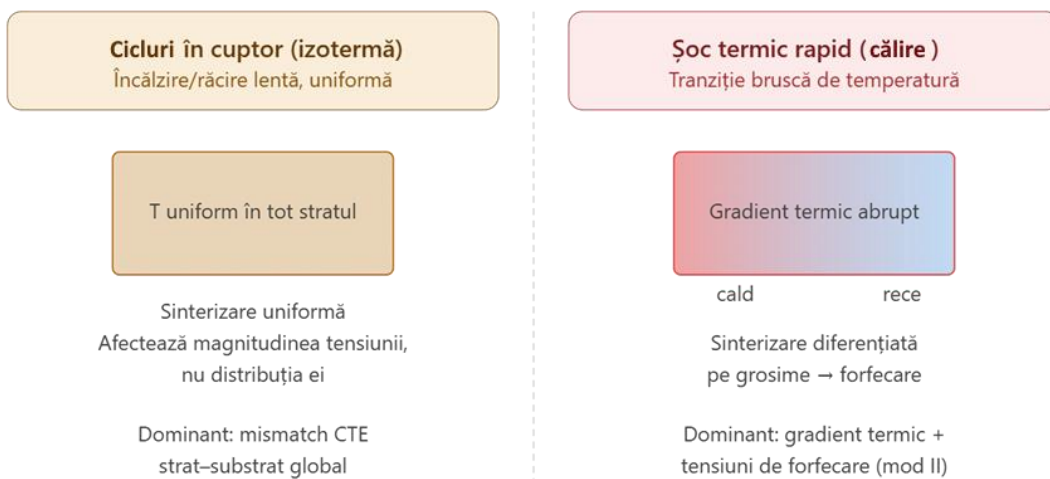 Cicluri în cuptor (izotermă)
Încălzire/răcire lentă, uniformă
T uniform în tot stratul
Sinterizare uniformă
Afectează magnitudinea tensiunii,
nu distribuția ei
Dominant: mismatch CTE
strat–substrat global
Șoc termic rapid (călire )
Tranziție bruscă de temperatură
Gradient termic abrupt
cald rece
Sinterizare diferențiată
pe grosime → forfecare
Dominant: gradient termic +
tensiuni de forfecare (mod II)